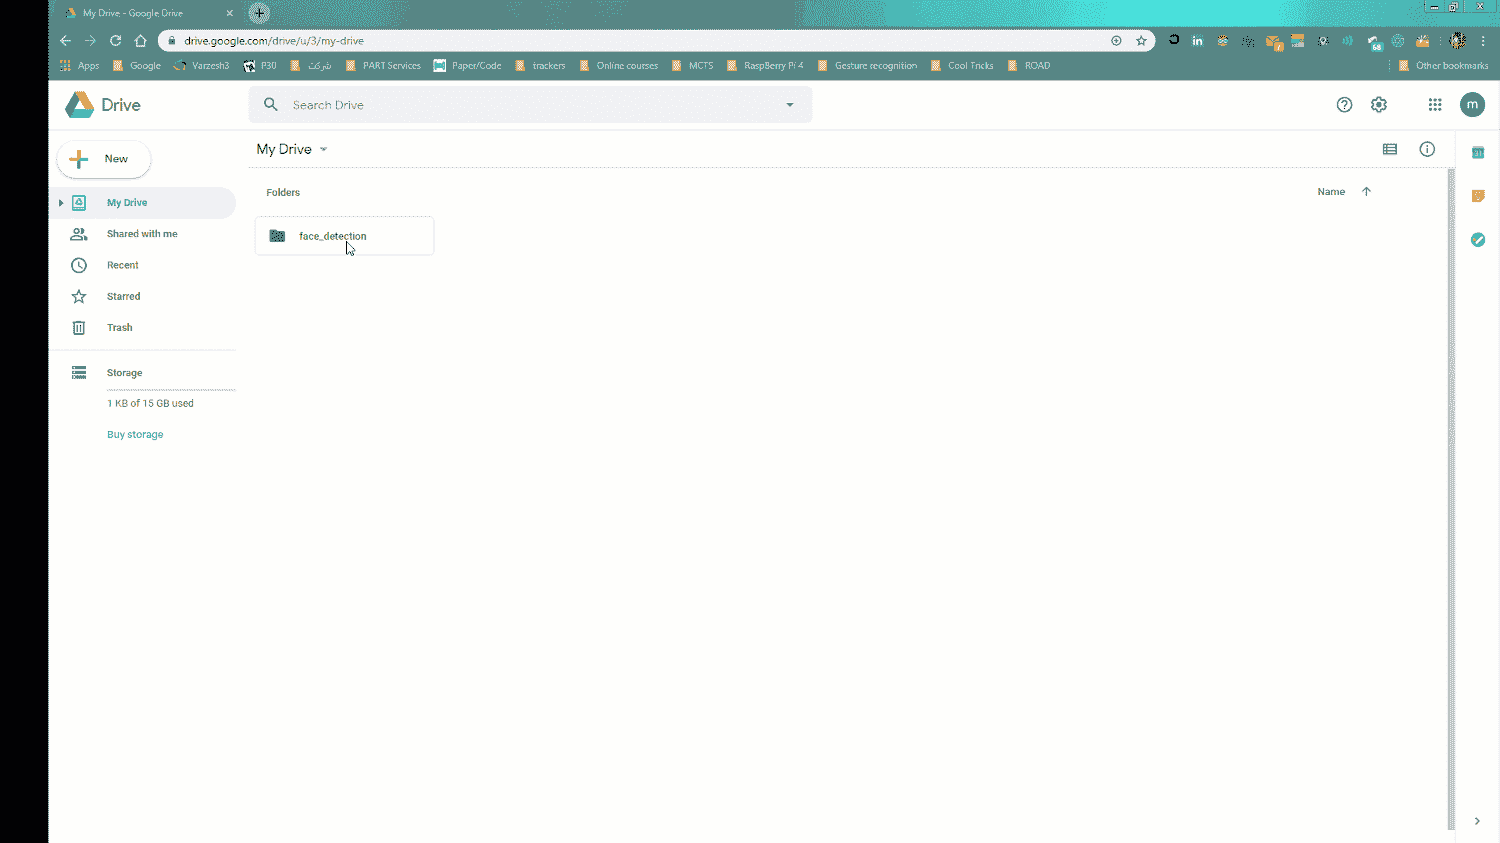 My Drive - Google Drive
drive.google.com/drive/u/3/my-drive
Apps Google Varzesh3 P30 شرکت PART Services Paper/Code trackers Online courses MCTS RaspBerry Pi 4 Gesture recognition Cool Tricks ROAD Other bookmarks
Drive
Search Drive
m
New
My Drive
My Drive
Shared with me
Recent
Starred
Trash
Storage
1 KB of 15 GB used
Buy storage
Folders
Name
face_detection